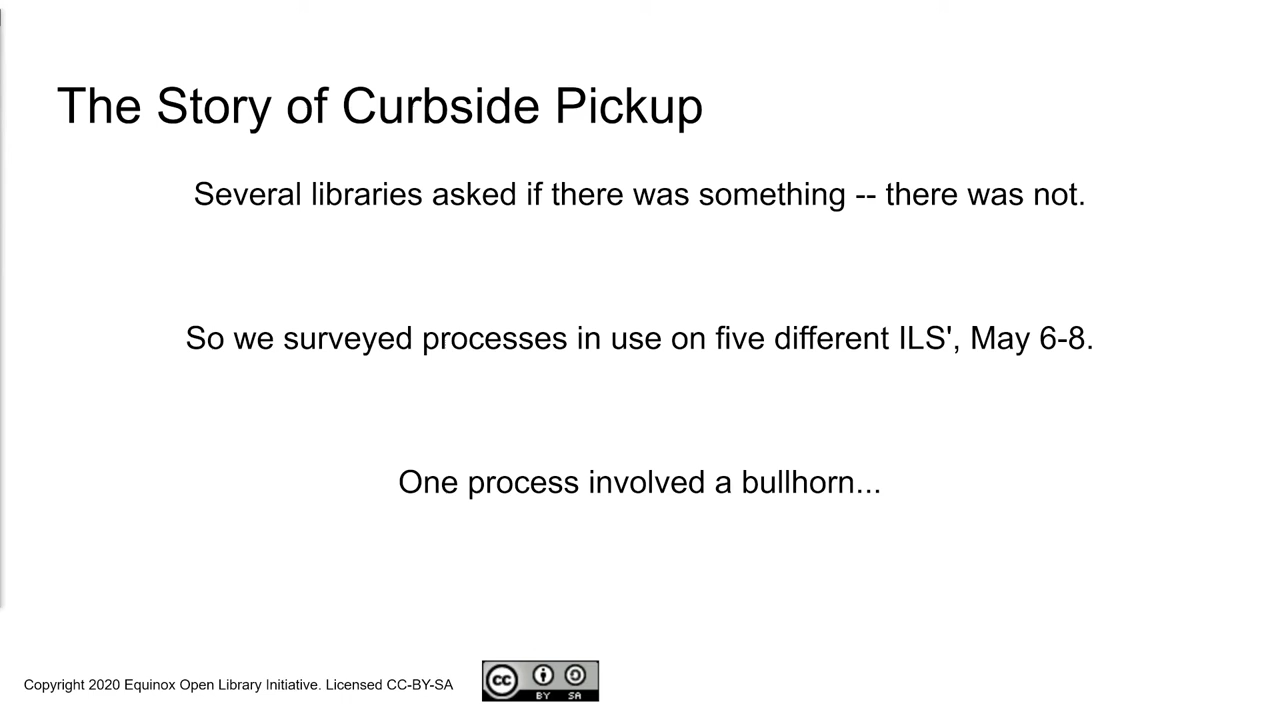 The Story of Curbside Pickup
Several libraries asked if there was something -- there was not.
So we surveyed processes in use on five different ILS', May 6-8.
One process involved a bullhorn...
Copyright 2020 Equinox Open Library Initiative. Licensed CC-BY-SA
cc
BY SA